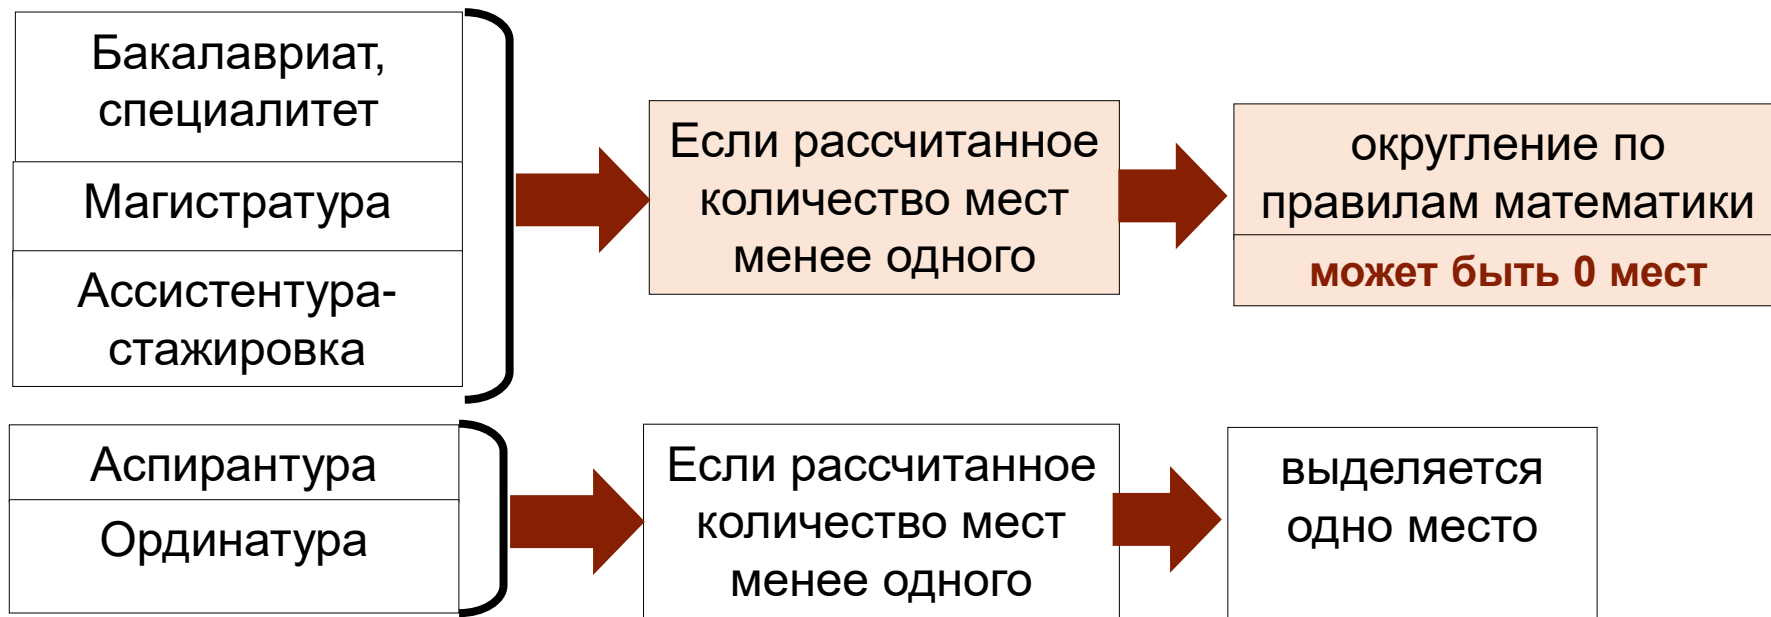 Бакалавриат,
специалитет
Магистратура
Ассистентура-
стажировка
Если рассчитанное
количество мест
менее одного
округление по
правилам математики
может быть 0 мест
Аспирантура
Ординатура
Если рассчитанное
количество мест
менее одного
выделяется
одно место